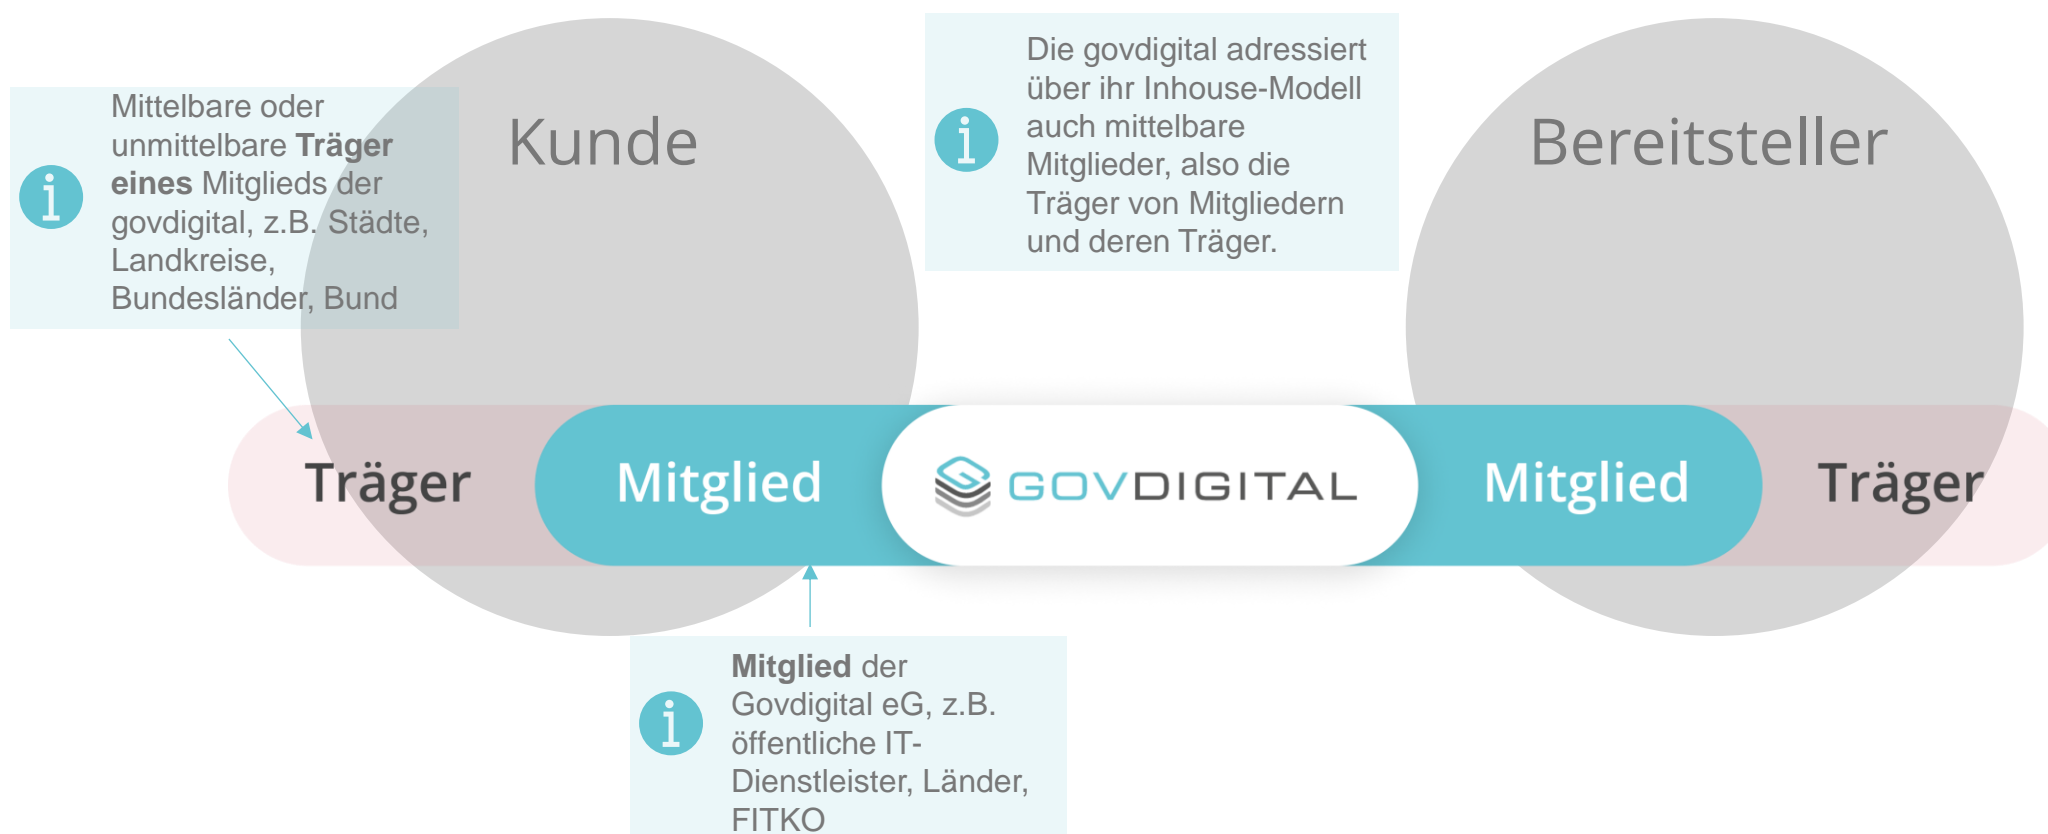 Mittelbare oder
unmittelbare Träger
eines Mitglieds der
govdigital, z.B. Städte,
Landkreise,
Bundesländer, Bund
Kunde
Die govdigital adressiert
über ihr Inhouse-Modell
auch mittelbare
Mitglieder, also die
Träger von Mitgliedern
und deren Träger.
Bereitsteller
Träger
Mitglied
GOVDIGITAL
Mitglied
Träger
Mitglied der
Govdigital eG, z.B.
öffentliche IT-
Dienstleister, Länder,
FITKO